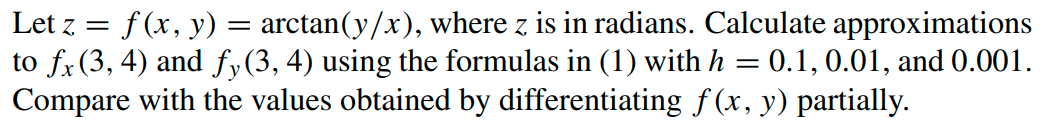 Let z = f(x, y) = arctan(y/x), where z is in radians. Calculate approximations
to fₓ(3, 4) and f_y(3, 4) using the formulas in (1) with h = 0.1, 0.01, and 0.001.
Compare with the values obtained by differentiating f(x, y) partially.